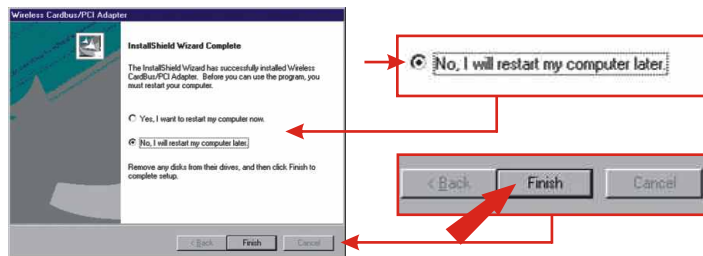 Wireless Cardbus/PCI Adapter
InstallShield Wizard Complete
The InstallShield Wizard has successfully installed Wireless
CardBus/PCI Adapter. Before you can use the program, you
must restart your computer.
Yes, I want to restart my computer now.
No, I will restart my computer later.
Remove any disks from their drives, and then click Finish to
complete setup.
< Back Finish Cancel
No, I will restart my computer later.
< Back Finish Cancel